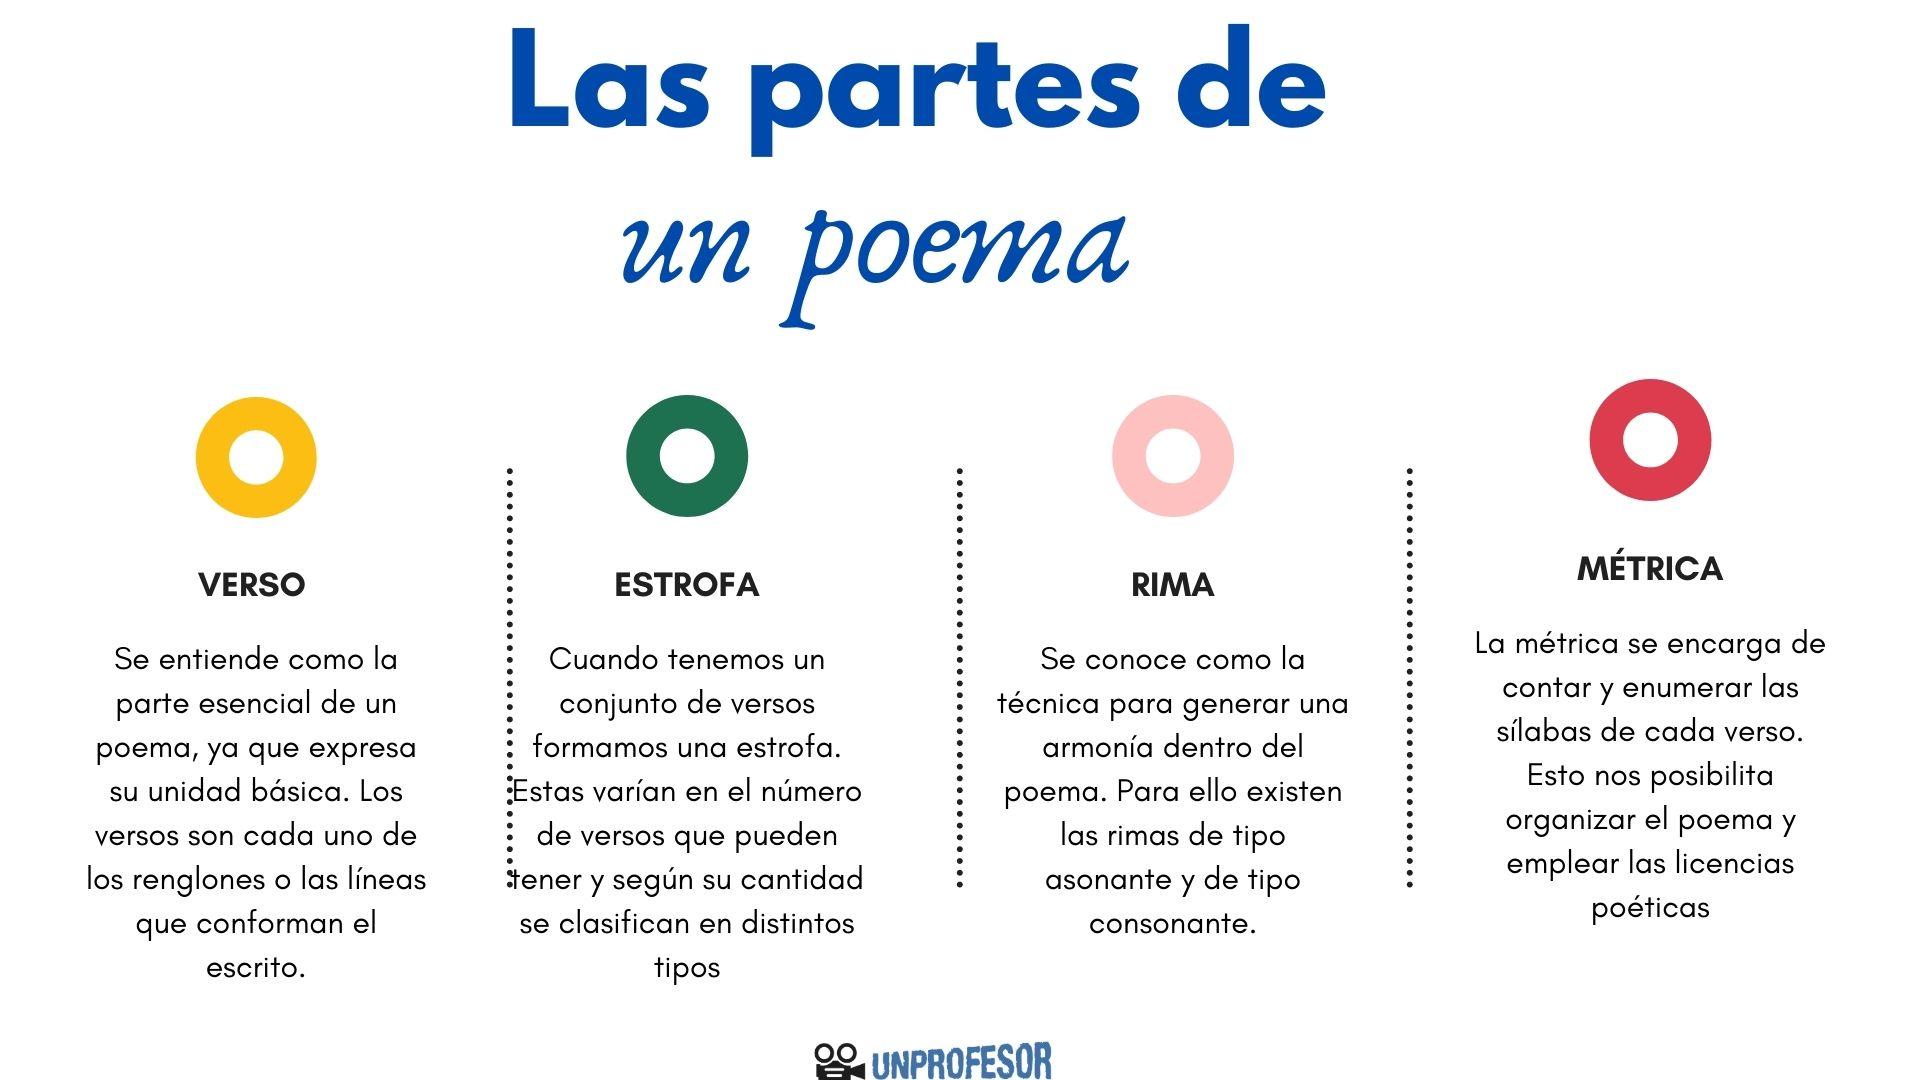 Las partes de
un poema
VERSO
Se entiende como la
parte esencial de un
poema, ya que expresa
su unidad básica. Los
versos son cada uno de
los renglones o las líneas
que conforman el
escrito.
ESTROFA
Cuando tenemos un
conjunto de versos
formamos una estrofa.
Estas varían en el número
de versos que pueden
tener y según su cantidad
se clasifican en distintos
tipos
RIMA
Se conoce como la
técnica para generar una
armonía dentro del
poema. Para ello existen
las rimas de tipo
asonante y de tipo
consonante.
MÉTRICA
La métrica se encarga de
contar y enumerar las
sílabas de cada verso.
Esto nos posibilita
organizar el poema y
emplear las licencias
poéticas
UNPROFESOR